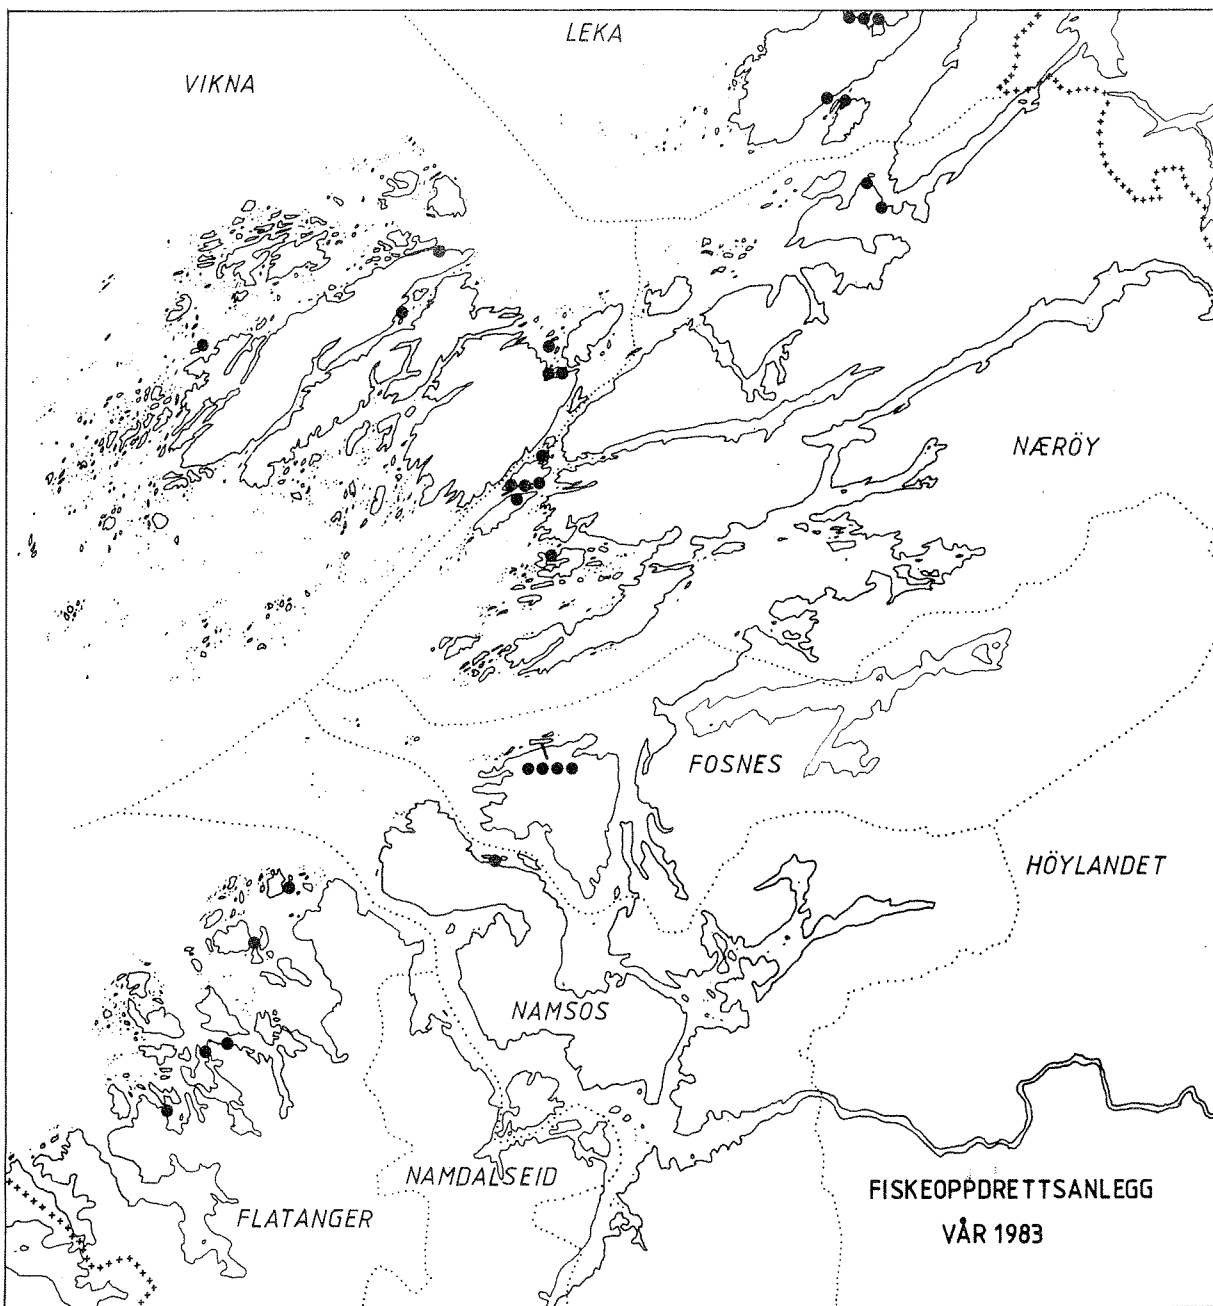 LEKA
VIKNA
NÆRÖY
FOSNES
HÖYLANDET
NAMSOS
NAMDALSEID
FLATANGER
FISKEOPPDRETTSANLEGG
VÅR 1983